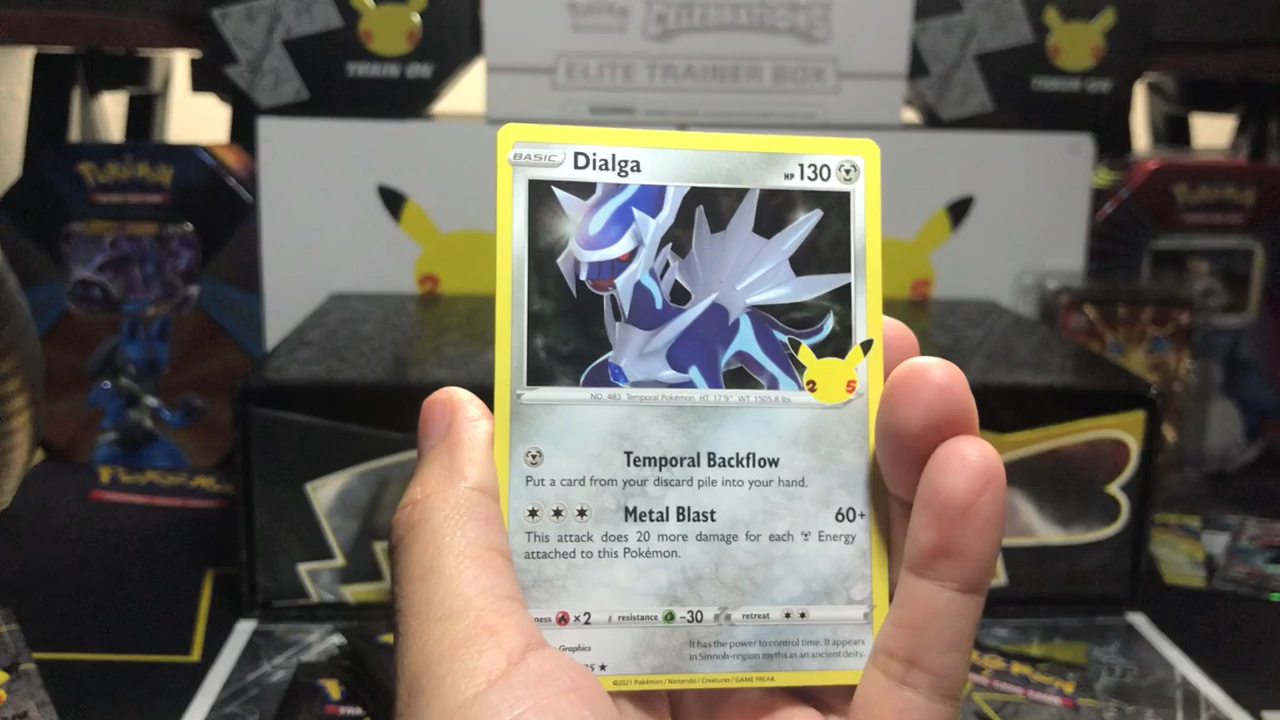 TRAIN ON
ELITE TRAINER BOX
TRAIN ON
Pokémon
Pokémon
BASIC Dialga HP 130
25
NO. 483 Temporal Pokémon HT: 17'9" WT: 1505.8 lbs.
Temporal Backflow
Put a card from your discard pile into your hand.
Metal Blast 60+
This attack does 20 more damage for each Energy
attached to this Pokémon.
ness ×2 resistance -30 retreat
Graphics
It has the power to control time. It appears
in Sinnoh-region myths as an ancient deity.
©2021 Pokémon / Nintendo / Creatures / GAME FREAK